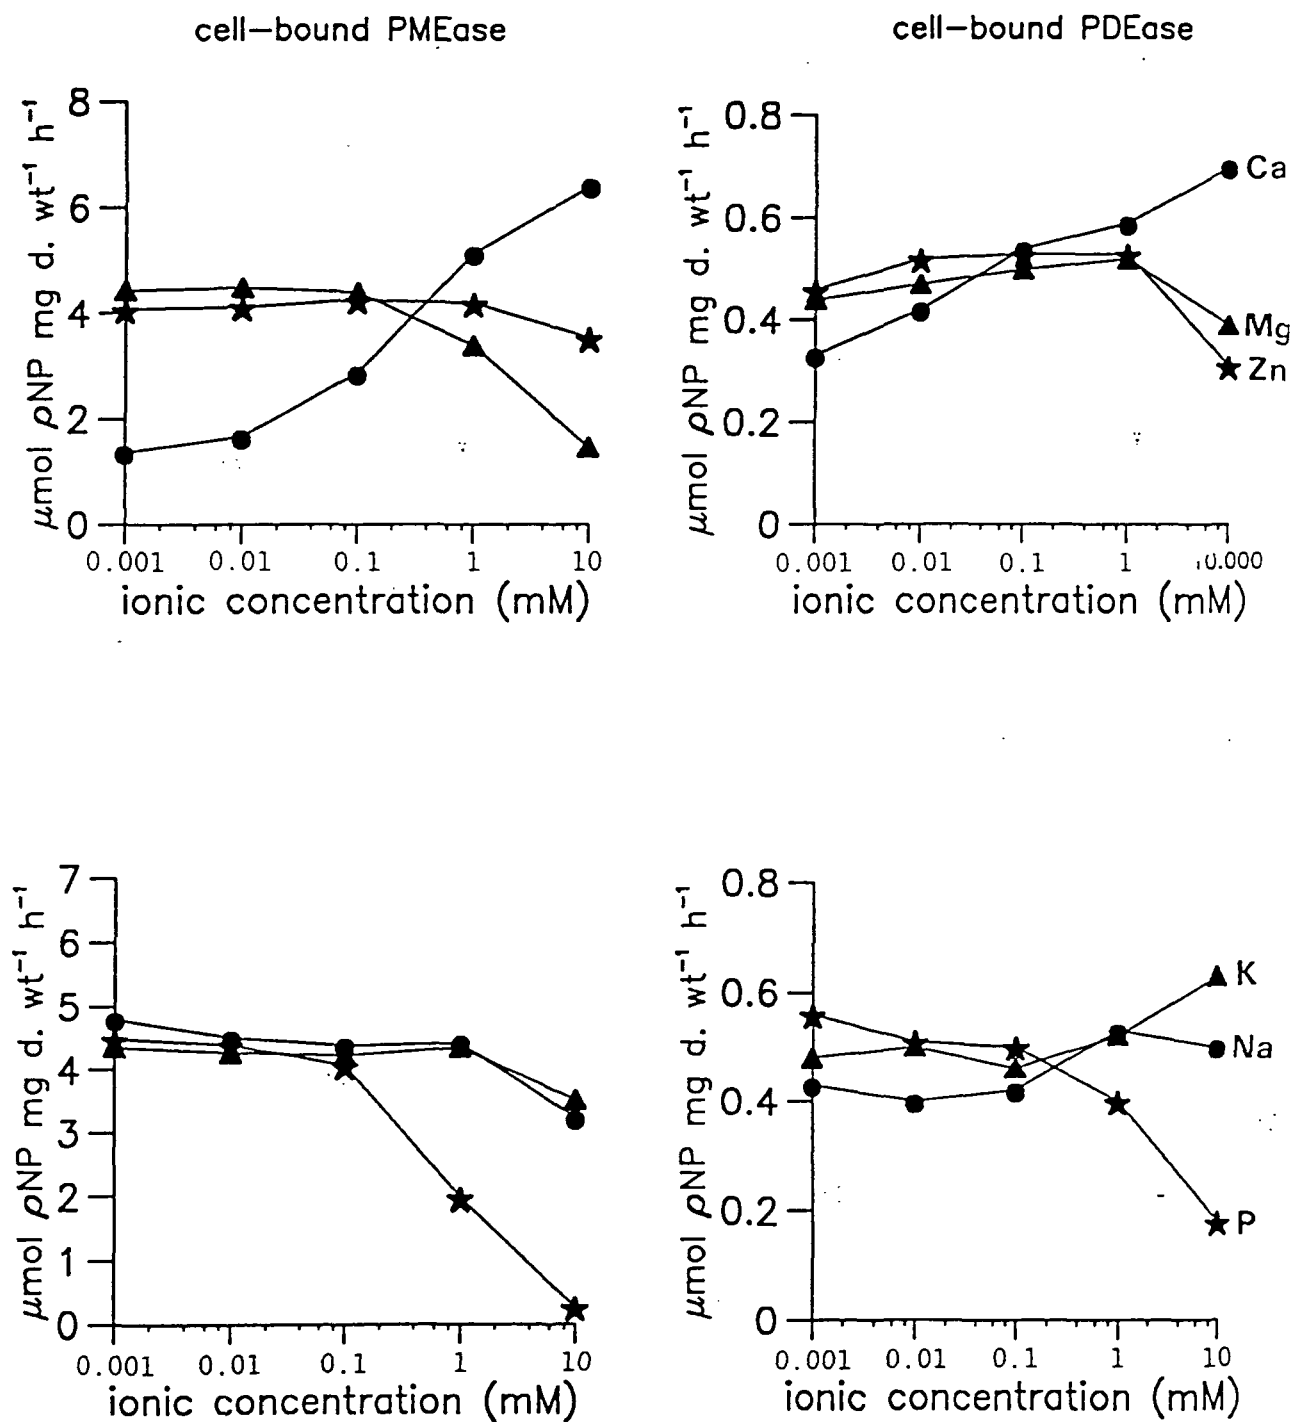 cell-bound PMEase
cell-bound PDEase
μmol ρNP mg d. wt⁻¹ h⁻¹
8
6
4
2
0
0.001 0.01 0.1 1 10
ionic concentration (mM)
μmol ρNP mg d. wt⁻¹ h⁻¹
0.8
0.6
0.4
0.2
0
Ca
Mg
Zn
0.001 0.01 0.1 1 10.000
ionic concentration (mM)
μmol ρNP mg d. wt⁻¹ h⁻¹
7
6
5
4
3
2
1
0
0.001 0.01 0.1 1 10
ionic concentration (mM)
μmol ρNP mg d. wt⁻¹ h⁻¹
0.8
0.6
0.4
0.2
0
K
Na
P
0.001 0.01 0.1 1 10
ionic concentration (mM)